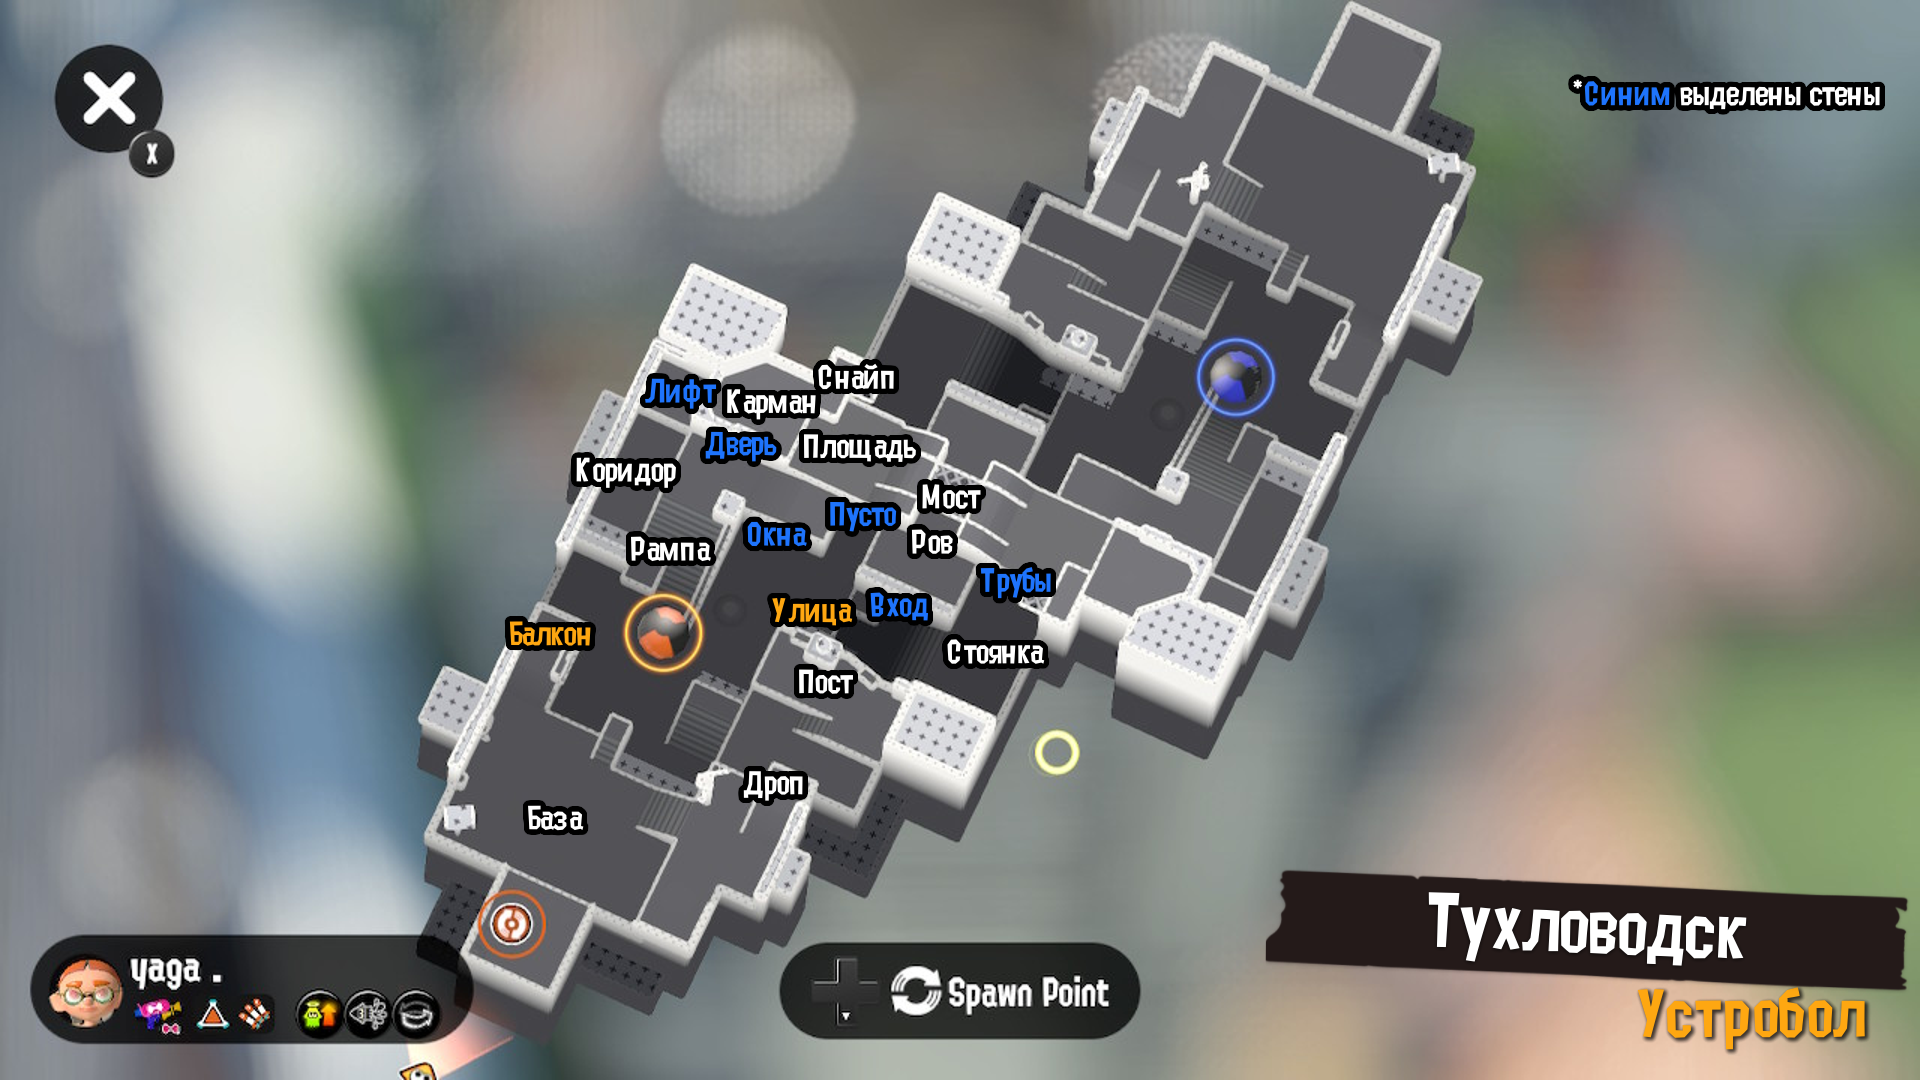 X
*Синим выделены стены
Снайп
Лифт
Карман
Дверь
Площадь
Коридор
Мост
Пусто
Окна
Рампа
Ров
Трубы
Улица
Вход
Балкон
Стоянка
Пост
Дроп
База
Тухловодск
Устробол
yaga .
Spawn Point